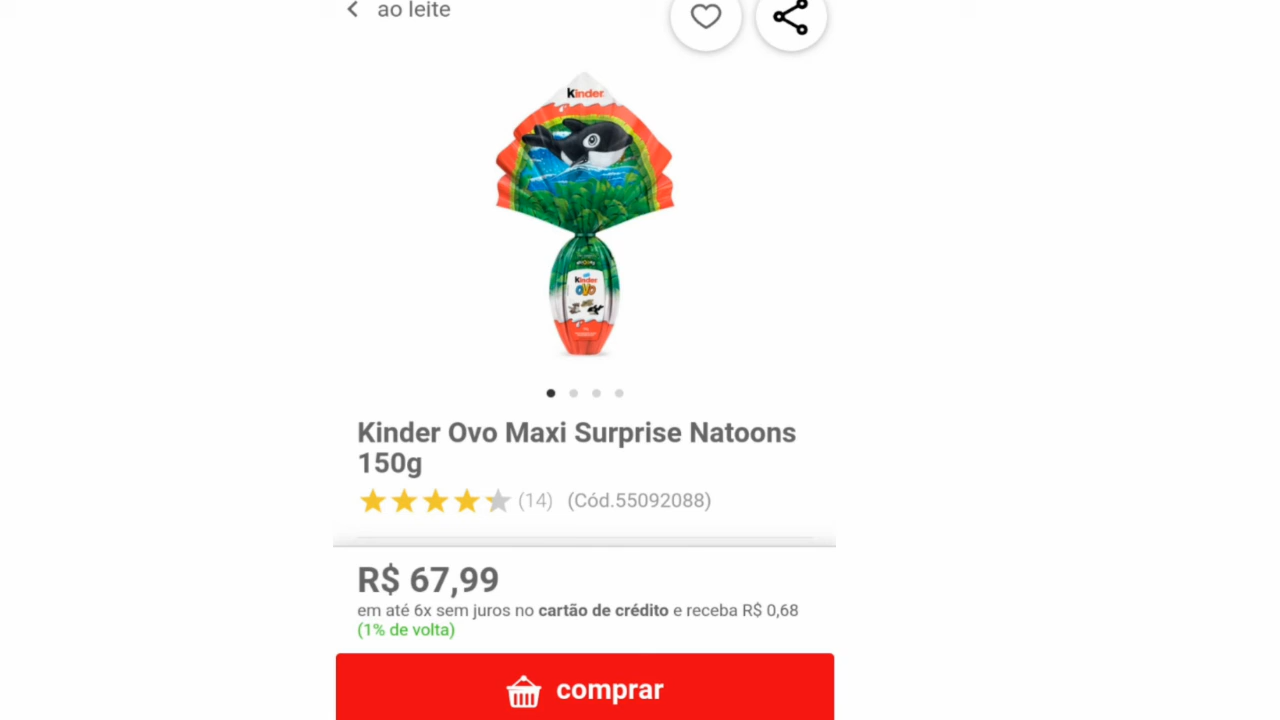 ao leite
Kinder
Kinder
ovo
Kinder Ovo Maxi Surprise Natoons
150g
(14) (Cód.55092088)
R$ 67,99
em até 6x sem juros no cartão de crédito e receba R$ 0,68
(1% de volta)
comprar